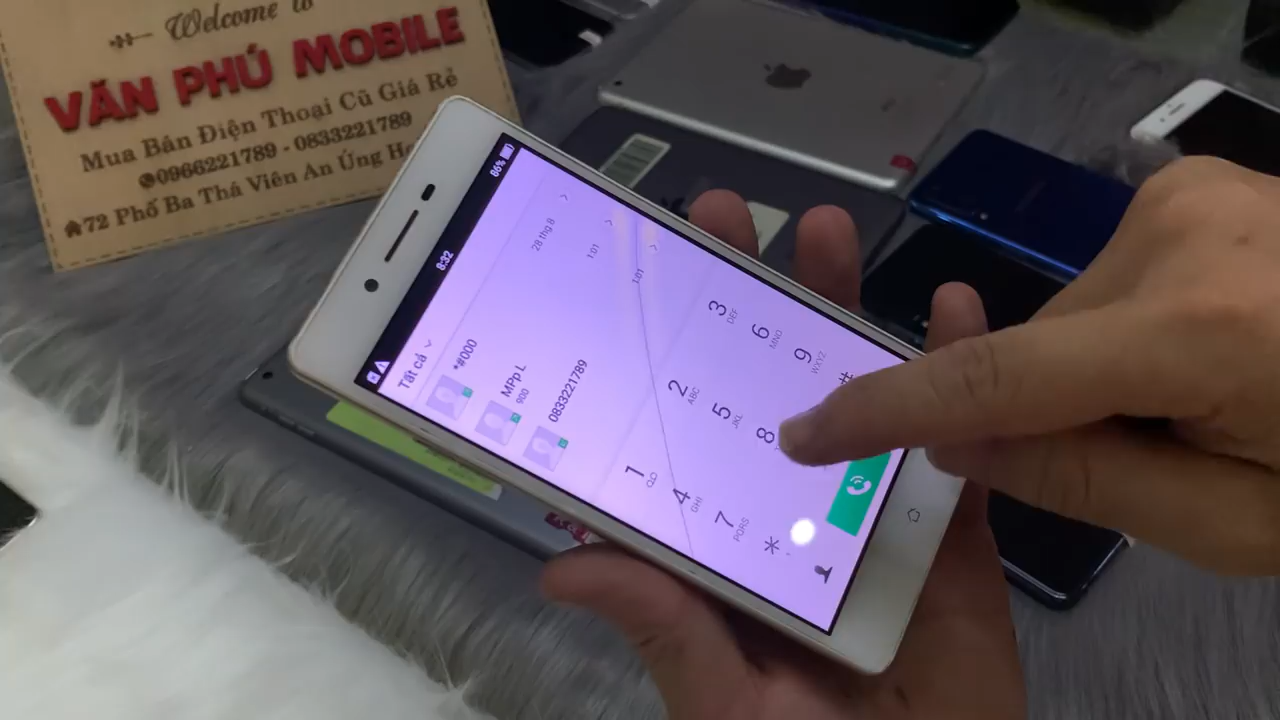 Welcome to
VĂN PHÚ MOBILE
Mua Bán Điện Thoại Cũ Giá Rẻ
0966221789 - 0833221789
72 Phố Ba Thá Viên An Ứng
8:32
86%
Tất cả
*#000
28 thg 8
MPp L
900
1:01
0833221789
1:01
1
2 ABC
3 DEF
4 GHI
5 JKL
6 MNO
7 PQRS
8
9 WXYZ
*
#